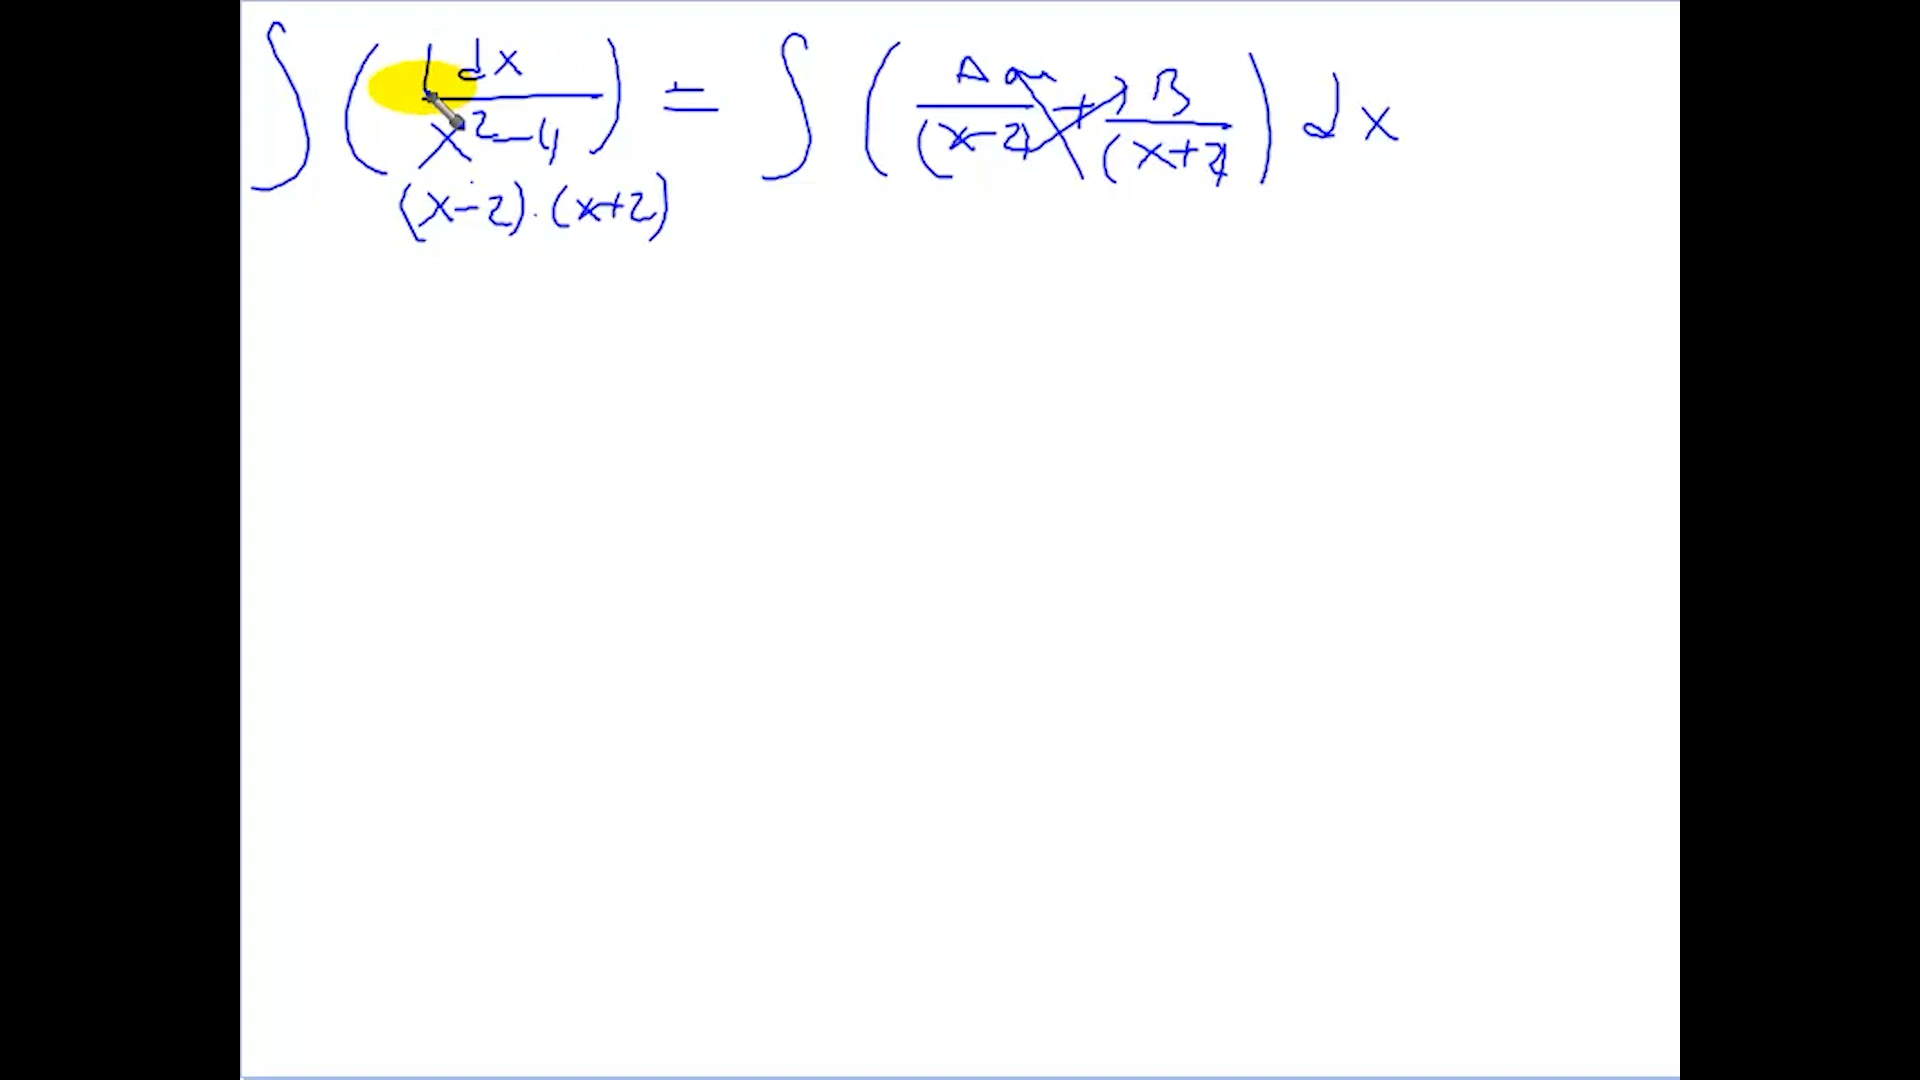 ∫ ( 1 dx / x² - 4 ) = ∫ ( A / (x-2) + B / (x+2) ) dx
(x-2) · (x+2)